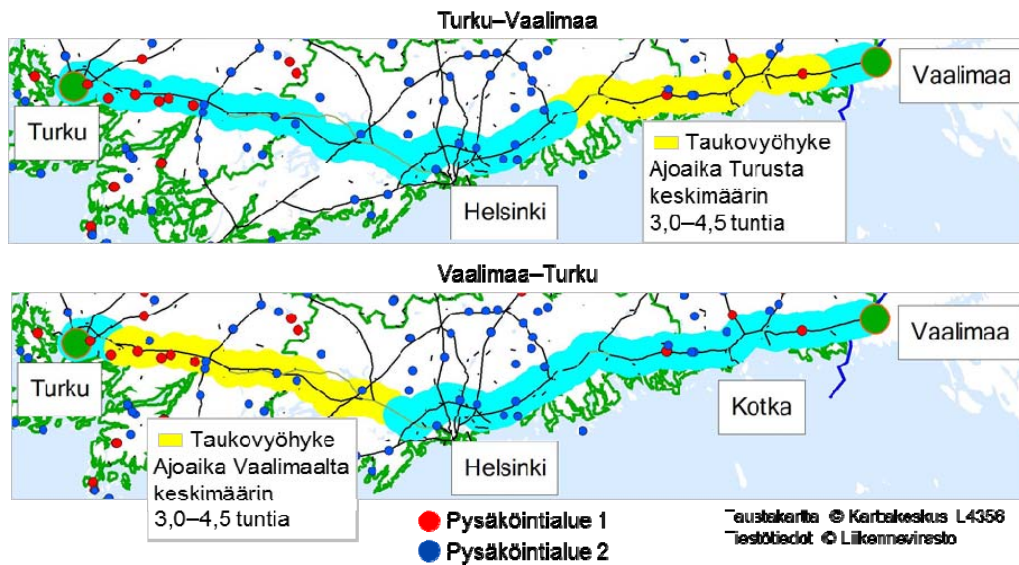 Turku–Vaalimaa
Vaalimaa
Turku
Helsinki
Taukovyöhyke
Ajoaika Turusta
keskimäärin
3,0–4,5 tuntia
Vaalimaa–Turku
Vaalimaa
Turku
Kotka
Helsinki
Taukovyöhyke
Ajoaika Vaalimaalta
keskimäärin
3,0–4,5 tuntia
Pysäköintialue 1
Pysäköintialue 2
Taustakartta © Karttakeskus L4356
Tiestötiedot © Liikennevirasto